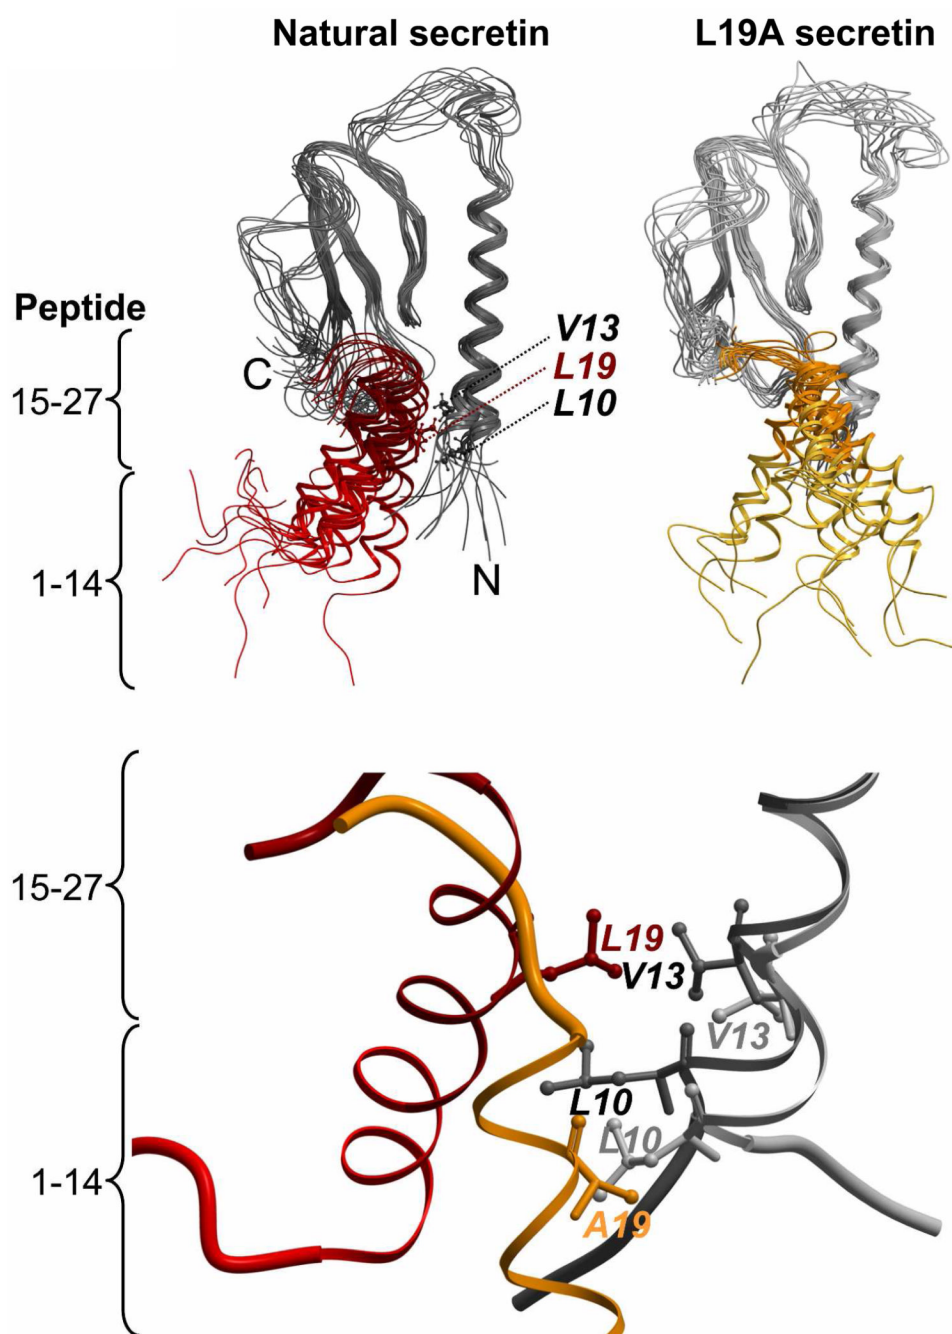 Natural secretin L19A secretin
Peptide
V13
C
L19
15-27
L10
1-14
N
15-27
L19
V13
V13
L10
L10
1-14
A19